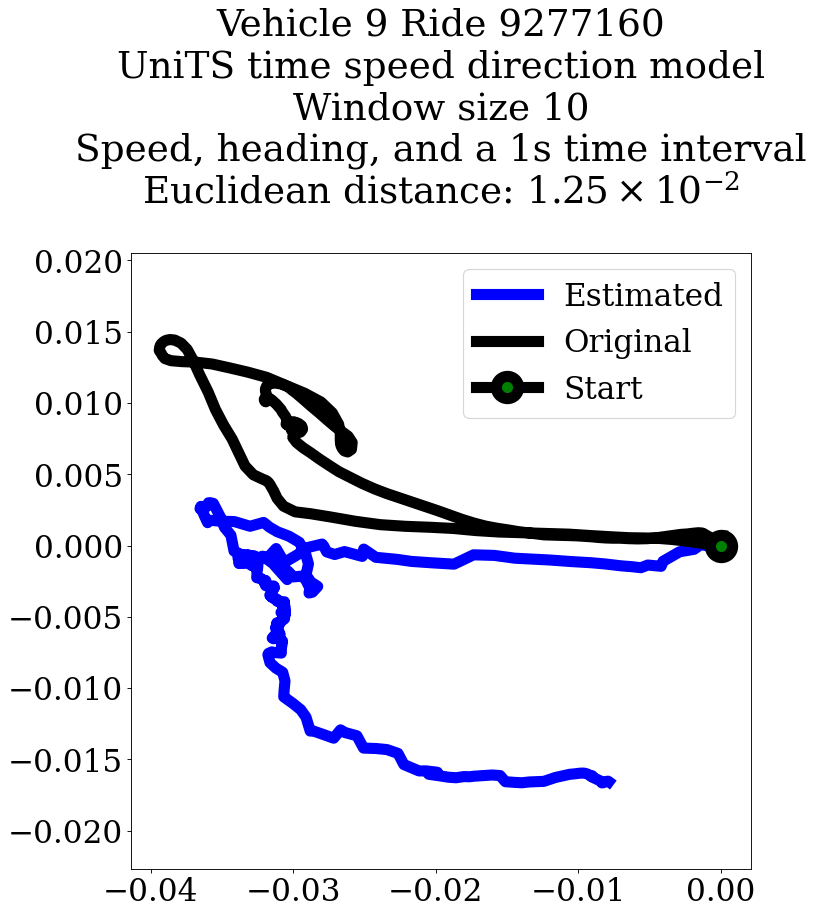 Vehicle 9 Ride 9277160
UniTS time speed direction model
Window size 10
Speed, heading, and a 1s time interval
Euclidean distance: 1.25 × 10⁻²
0.020
0.015
0.010
0.005
0.000
−0.005
−0.010
−0.015
−0.020
Estimated
Original
Start
−0.04
−0.03
−0.02
−0.01
0.00